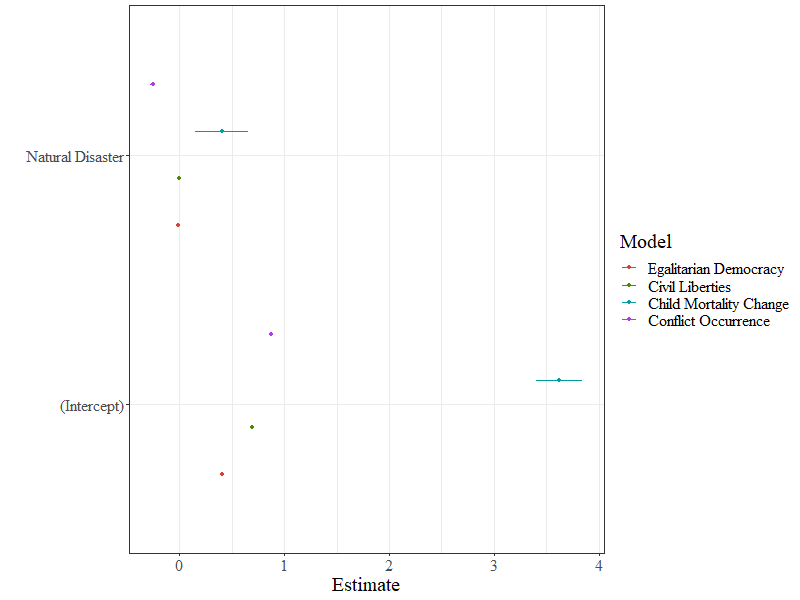 Natural Disaster
(Intercept)
0 1 2 3 4
Estimate
Model
Egalitarian Democracy
Civil Liberties
Child Mortality Change
Conflict Occurrence